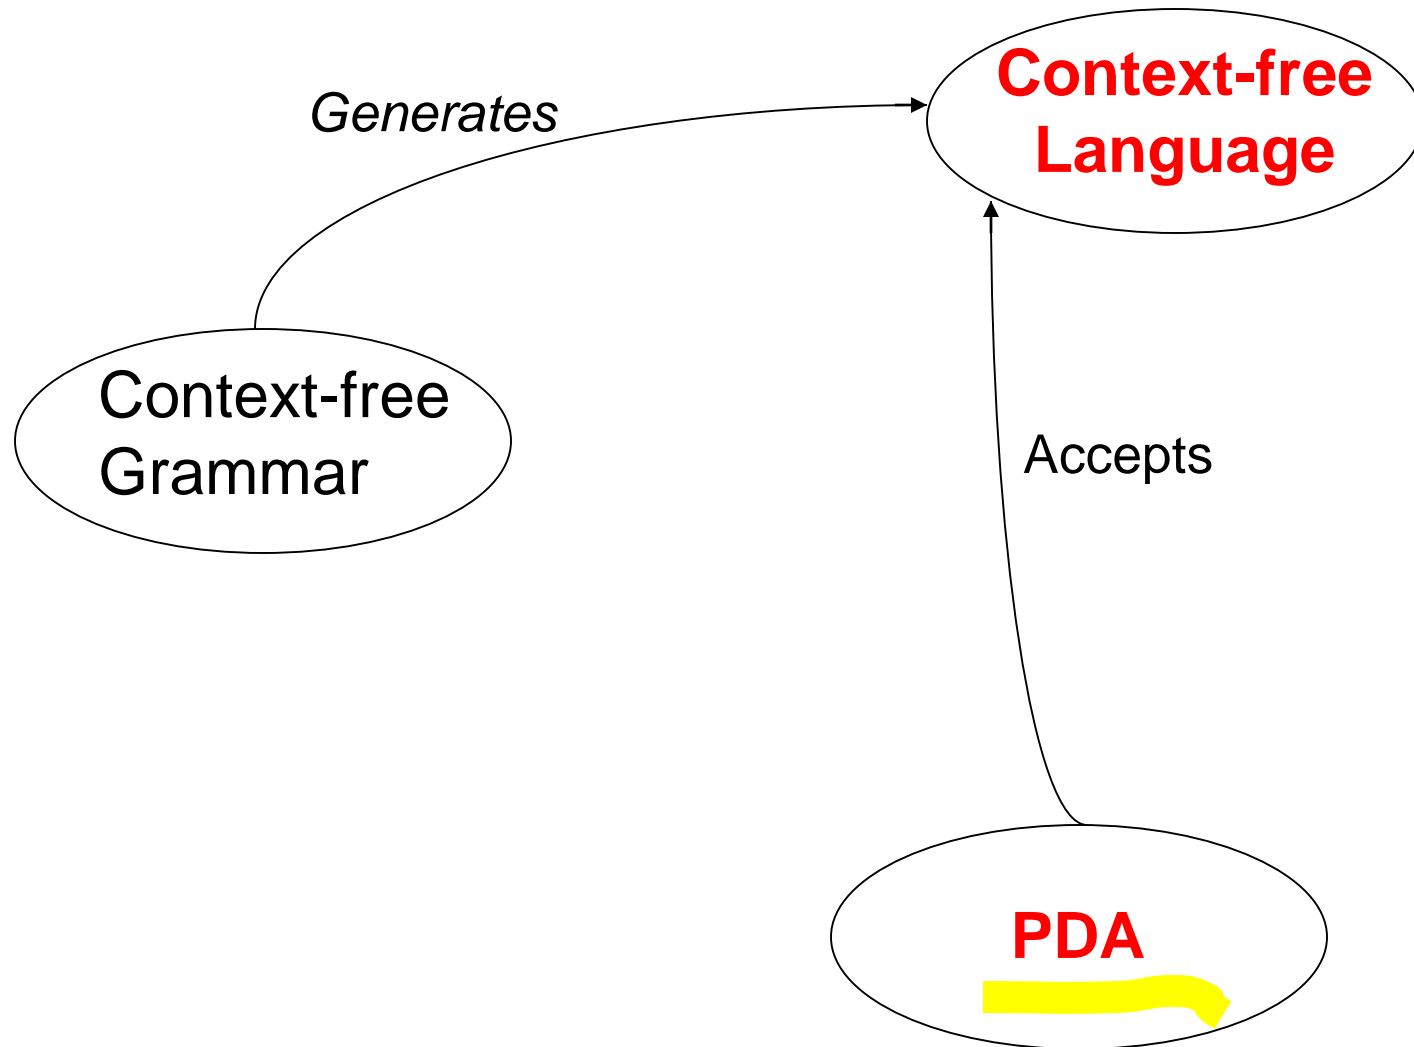 Context-free
Language
Generates
Context-free
Grammar
Accepts
PDA